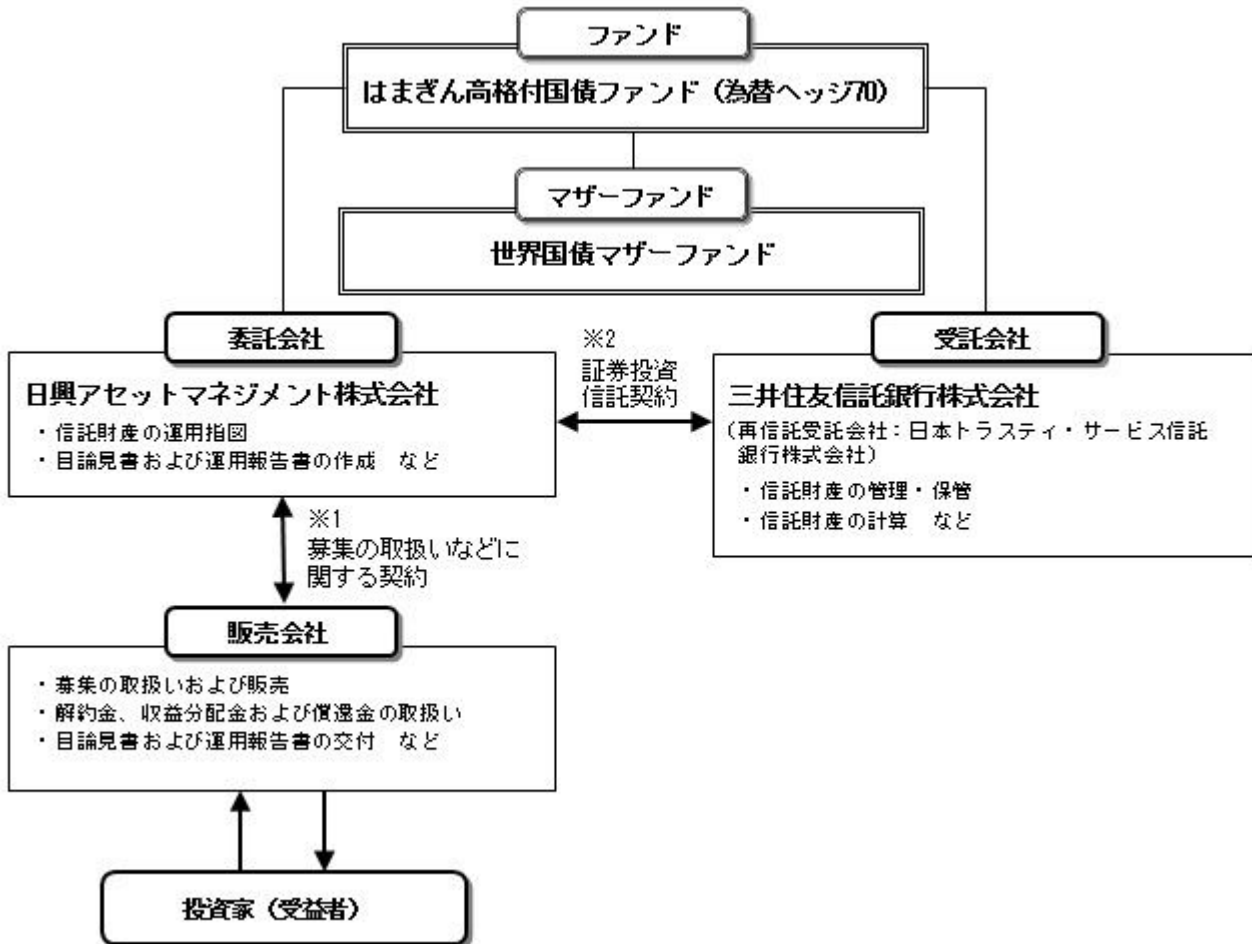 ファンド
はまぎん高格付国債ファンド（為替ヘッジ70）
マザーファンド
世界国債マザーファンド
委託会社
日興アセットマネジメント株式会社
・信託財産の運用指図
・目論見書および運用報告書の作成　など
※2
証券投資
信託契約
受託会社
三井住友信託銀行株式会社
（再信託受託会社：日本トラスティ・サービス信託
銀行株式会社）
・信託財産の管理・保管
・信託財産の計算　など
※1
募集の取扱いなどに
関する契約
販売会社
・募集の取扱いおよび販売
・解約金、収益分配金および償還金の取扱い
・目論見書および運用報告書の交付　など
投資家（受益者）